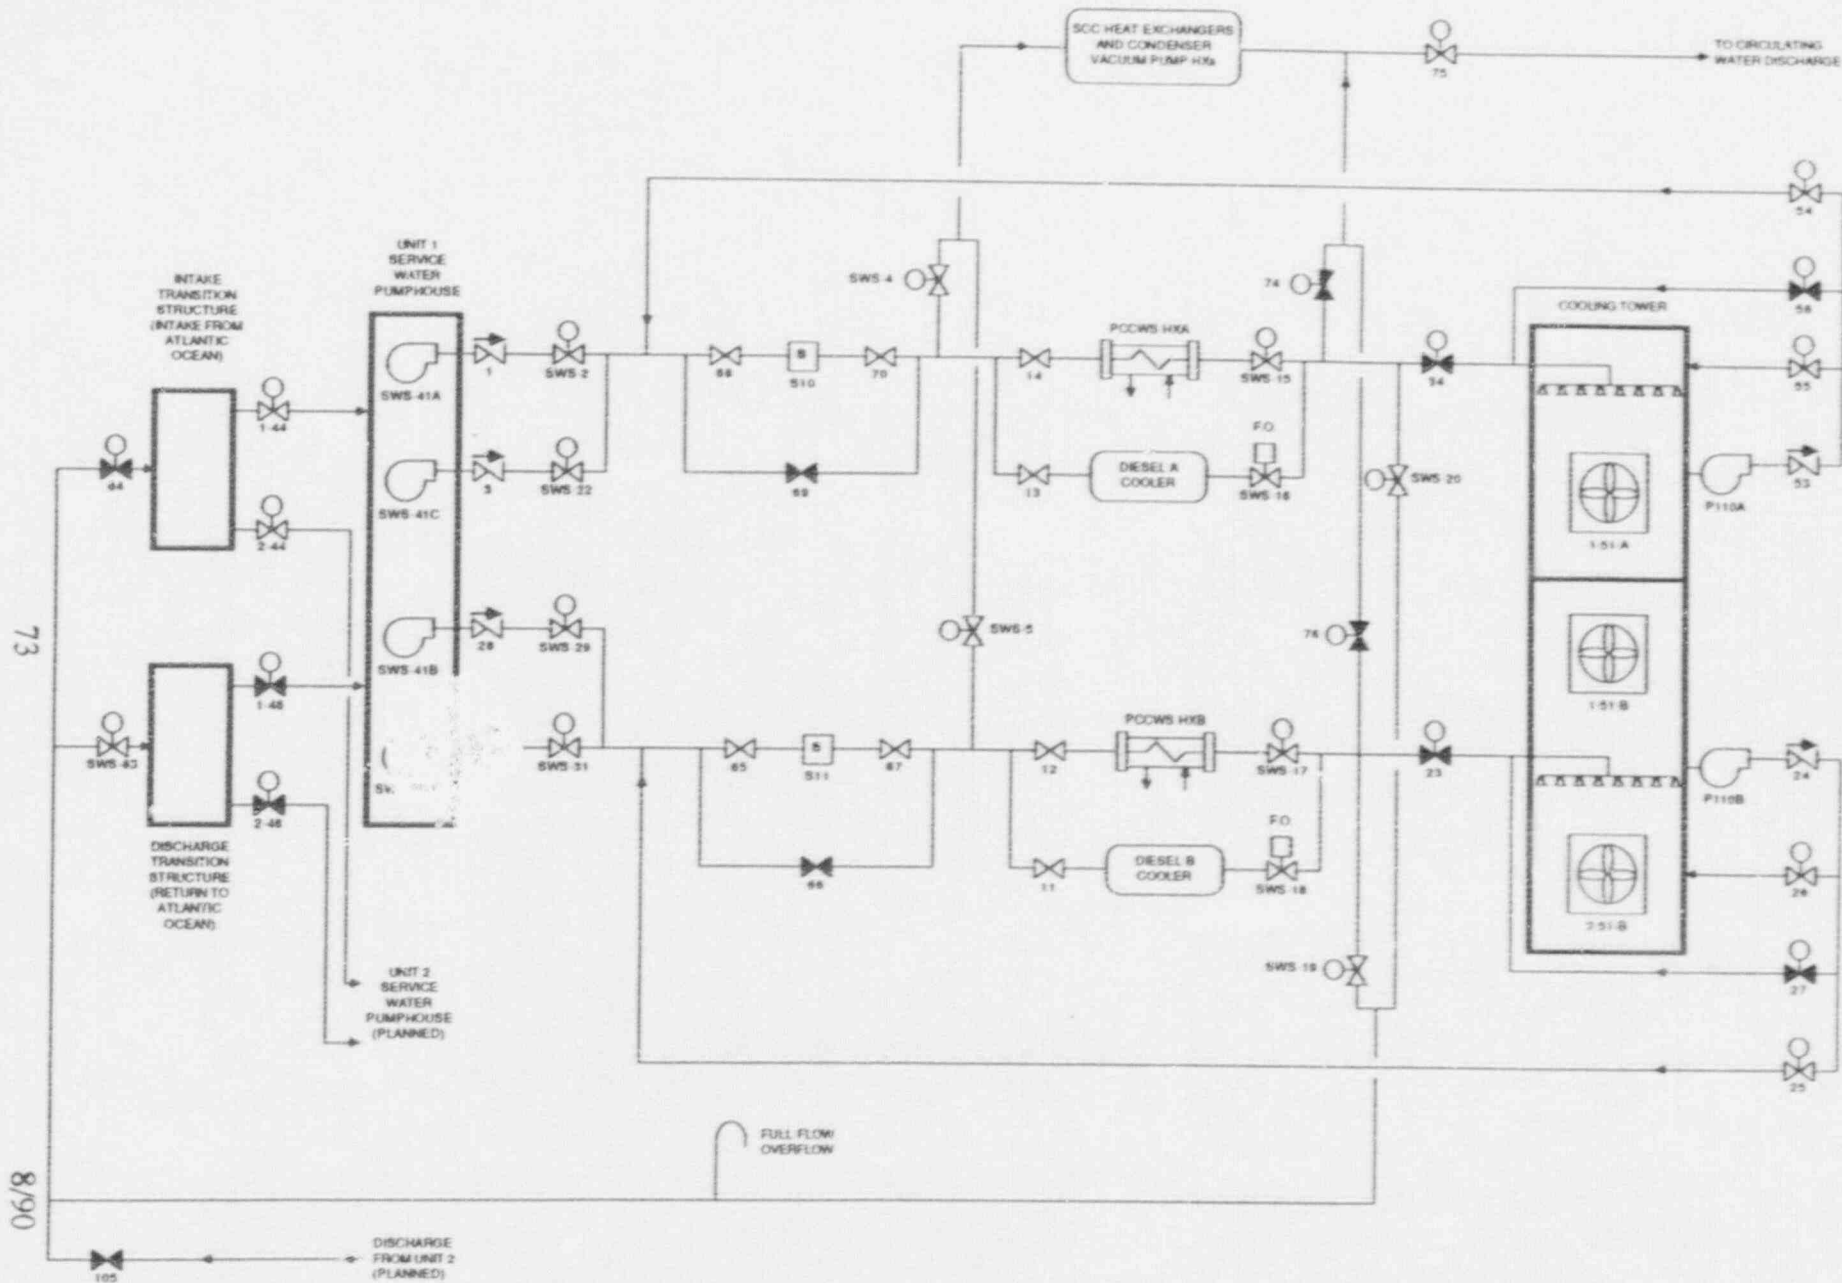 SCC HEAT EXCHANGERS
AND CONDENSER
VACUUM PUMP HXs
75
TO CIRCULATING
WATER DISCHARGE
54
UNIT 1
SERVICE
WATER
PUMPHOUSE
INTAKE
TRANSITION
STRUCTURE
(INTAKE FROM
ATLANTIC
OCEAN)
SWS-4
74
COOLING TOWER
56
SWS-41A
1
SWS-2
68
S
S10
70
14
PCCWS HXA
SWS-15
34
55
1-44
64
2-44
SWS-41C
3
SWS-22
69
13
DIESEL A
COOLER
F.O.
SWS-16
SWS-20
1-51-A
P110A
53
SWS-41B
28
SWS-29
SWS-5
76
1-51-B
1-46
SWS-63
2-46
SWS-31
65
S
S11
67
12
PCCWS HXB
SWS-17
23
P110B
24
66
11
DIESEL B
COOLER
F.O.
SWS-18
2-51-B
26
DISCHARGE
TRANSITION
STRUCTURE
(RETURN TO
ATLANTIC
OCEAN)
UNIT 2
SERVICE
WATER
PUMPHOUSE
(PLANNED)
SWS-19
27
25
FULL FLOW
OVERFLOW
DISCHARGE
FROM UNIT 2
(PLANNED)
105
73
8/90